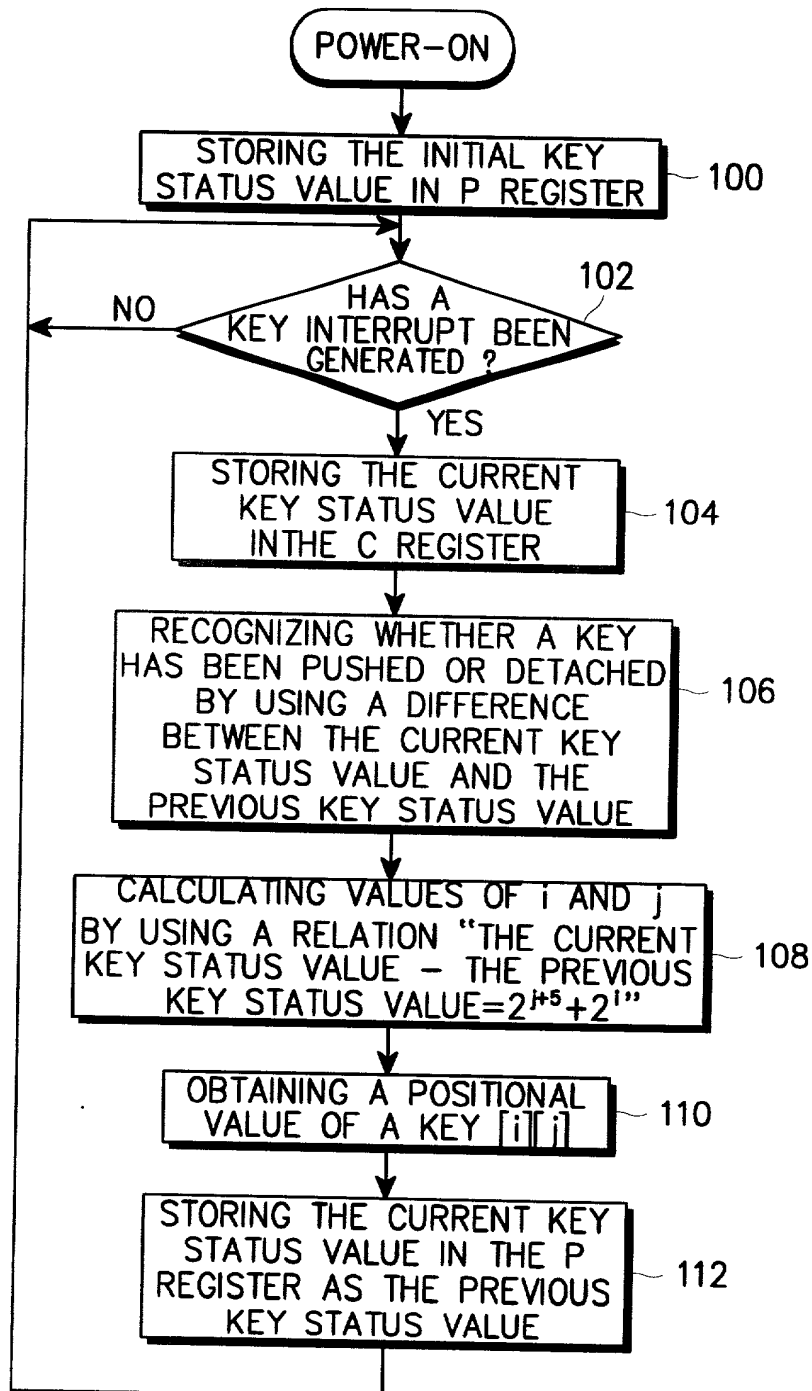 POWER-ON
STORING THE INITIAL KEY
STATUS VALUE IN P REGISTER
100
HAS A
KEY INTERRUPT BEEN
GENERATED ?
102
NO
YES
STORING THE CURRENT
KEY STATUS VALUE
INTHE C REGISTER
104
RECOGNIZING WHETHER A KEY
HAS BEEN PUSHED OR DETACHED
BY USING A DIFFERENCE
BETWEEN THE CURRENT KEY
STATUS VALUE AND THE
PREVIOUS KEY STATUS VALUE
106
CALCULATING VALUES OF i AND j
BY USING A RELATION "THE CURRENT
KEY STATUS VALUE – THE PREVIOUS
KEY STATUS VALUE=2^{j+5}+2^{i}"
108
OBTAINING A POSITIONAL
VALUE OF A KEY [i][j]
110
STORING THE CURRENT KEY
STATUS VALUE IN THE P
REGISTER AS THE PREVIOUS
KEY STATUS VALUE
112